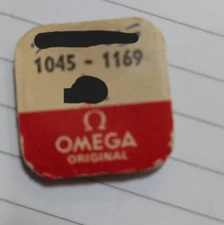 1045 - 1169
Ω
OMEGA
ORIGINAL